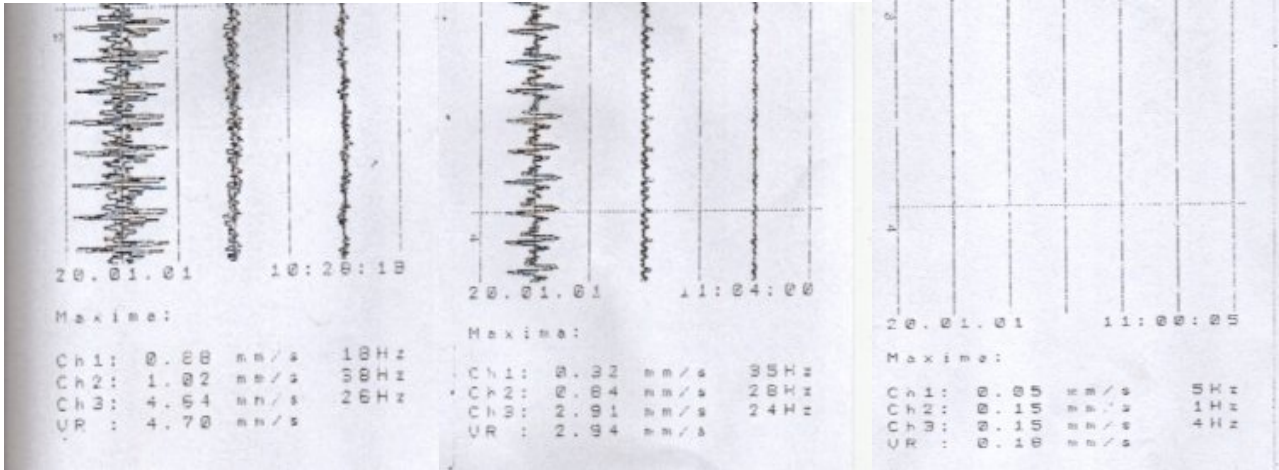 20.01.01 10:28:18
Maxima:
Ch1: 0.88 mm/s 18Hz
Ch2: 1.02 mm/s 38Hz
Ch3: 4.64 mm/s 26Hz
VR : 4.70 mm/s
4
20.01.01 11:04:00
Maxima:
Ch1: 0.32 mm/s 35Hz
Ch2: 0.64 mm/s 28Hz
Ch3: 2.91 mm/s 24Hz
VR : 2.94 mm/s
3
4
20.01.01 11:00:05
Maxima:
Ch1: 0.05 mm/s 5Hz
Ch2: 0.15 mm/s 1Hz
Ch3: 0.15 mm/s 4Hz
VR : 0.18 mm/s